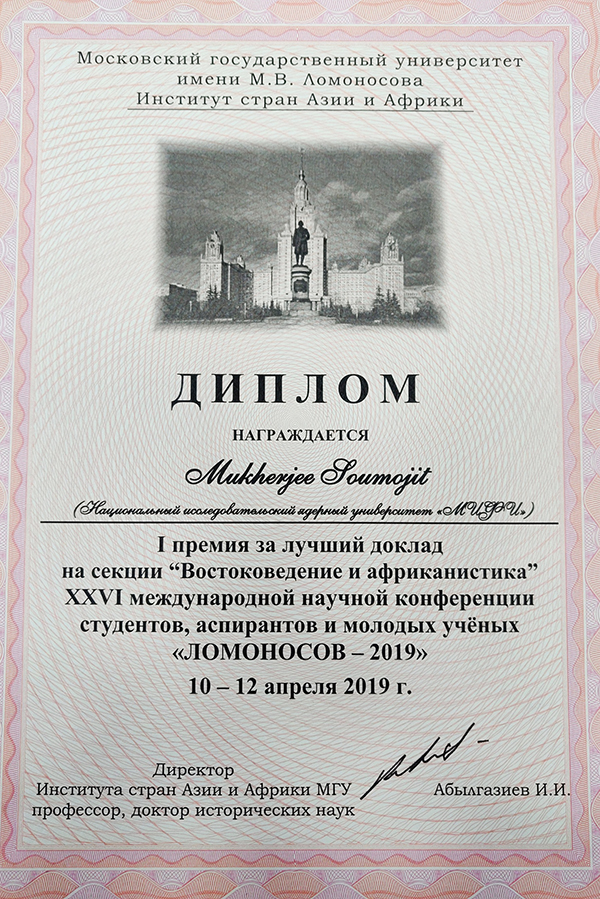 Московский государственный университет
имени М.В. Ломоносова
Институт стран Азии и Африки
ДИПЛОМ
НАГРАЖДАЕТСЯ
Mukherjee Soumojit
(Национальный исследовательский ядерный университет «МИФИ»)
I премия за лучший доклад
на секции “Востоковедение и африканистика”
XXVI международной научной конференции
студентов, аспирантов и молодых учёных
«ЛОМОНОСОВ – 2019»
10 – 12 апреля 2019 г.
Директор
Института стран Азии и Африки МГУ Абылгазиев И.И.
профессор, доктор исторических наук